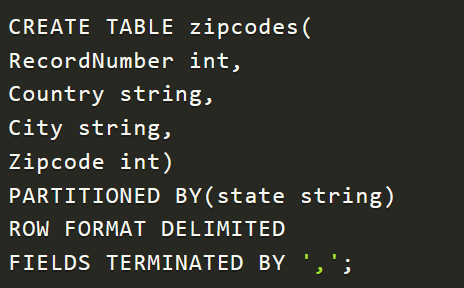 CREATE TABLE zipcodes(
RecordNumber int,
Country string,
City string,
Zipcode int)
PARTITIONED BY(state string)
ROW FORMAT DELIMITED
FIELDS TERMINATED BY ',';